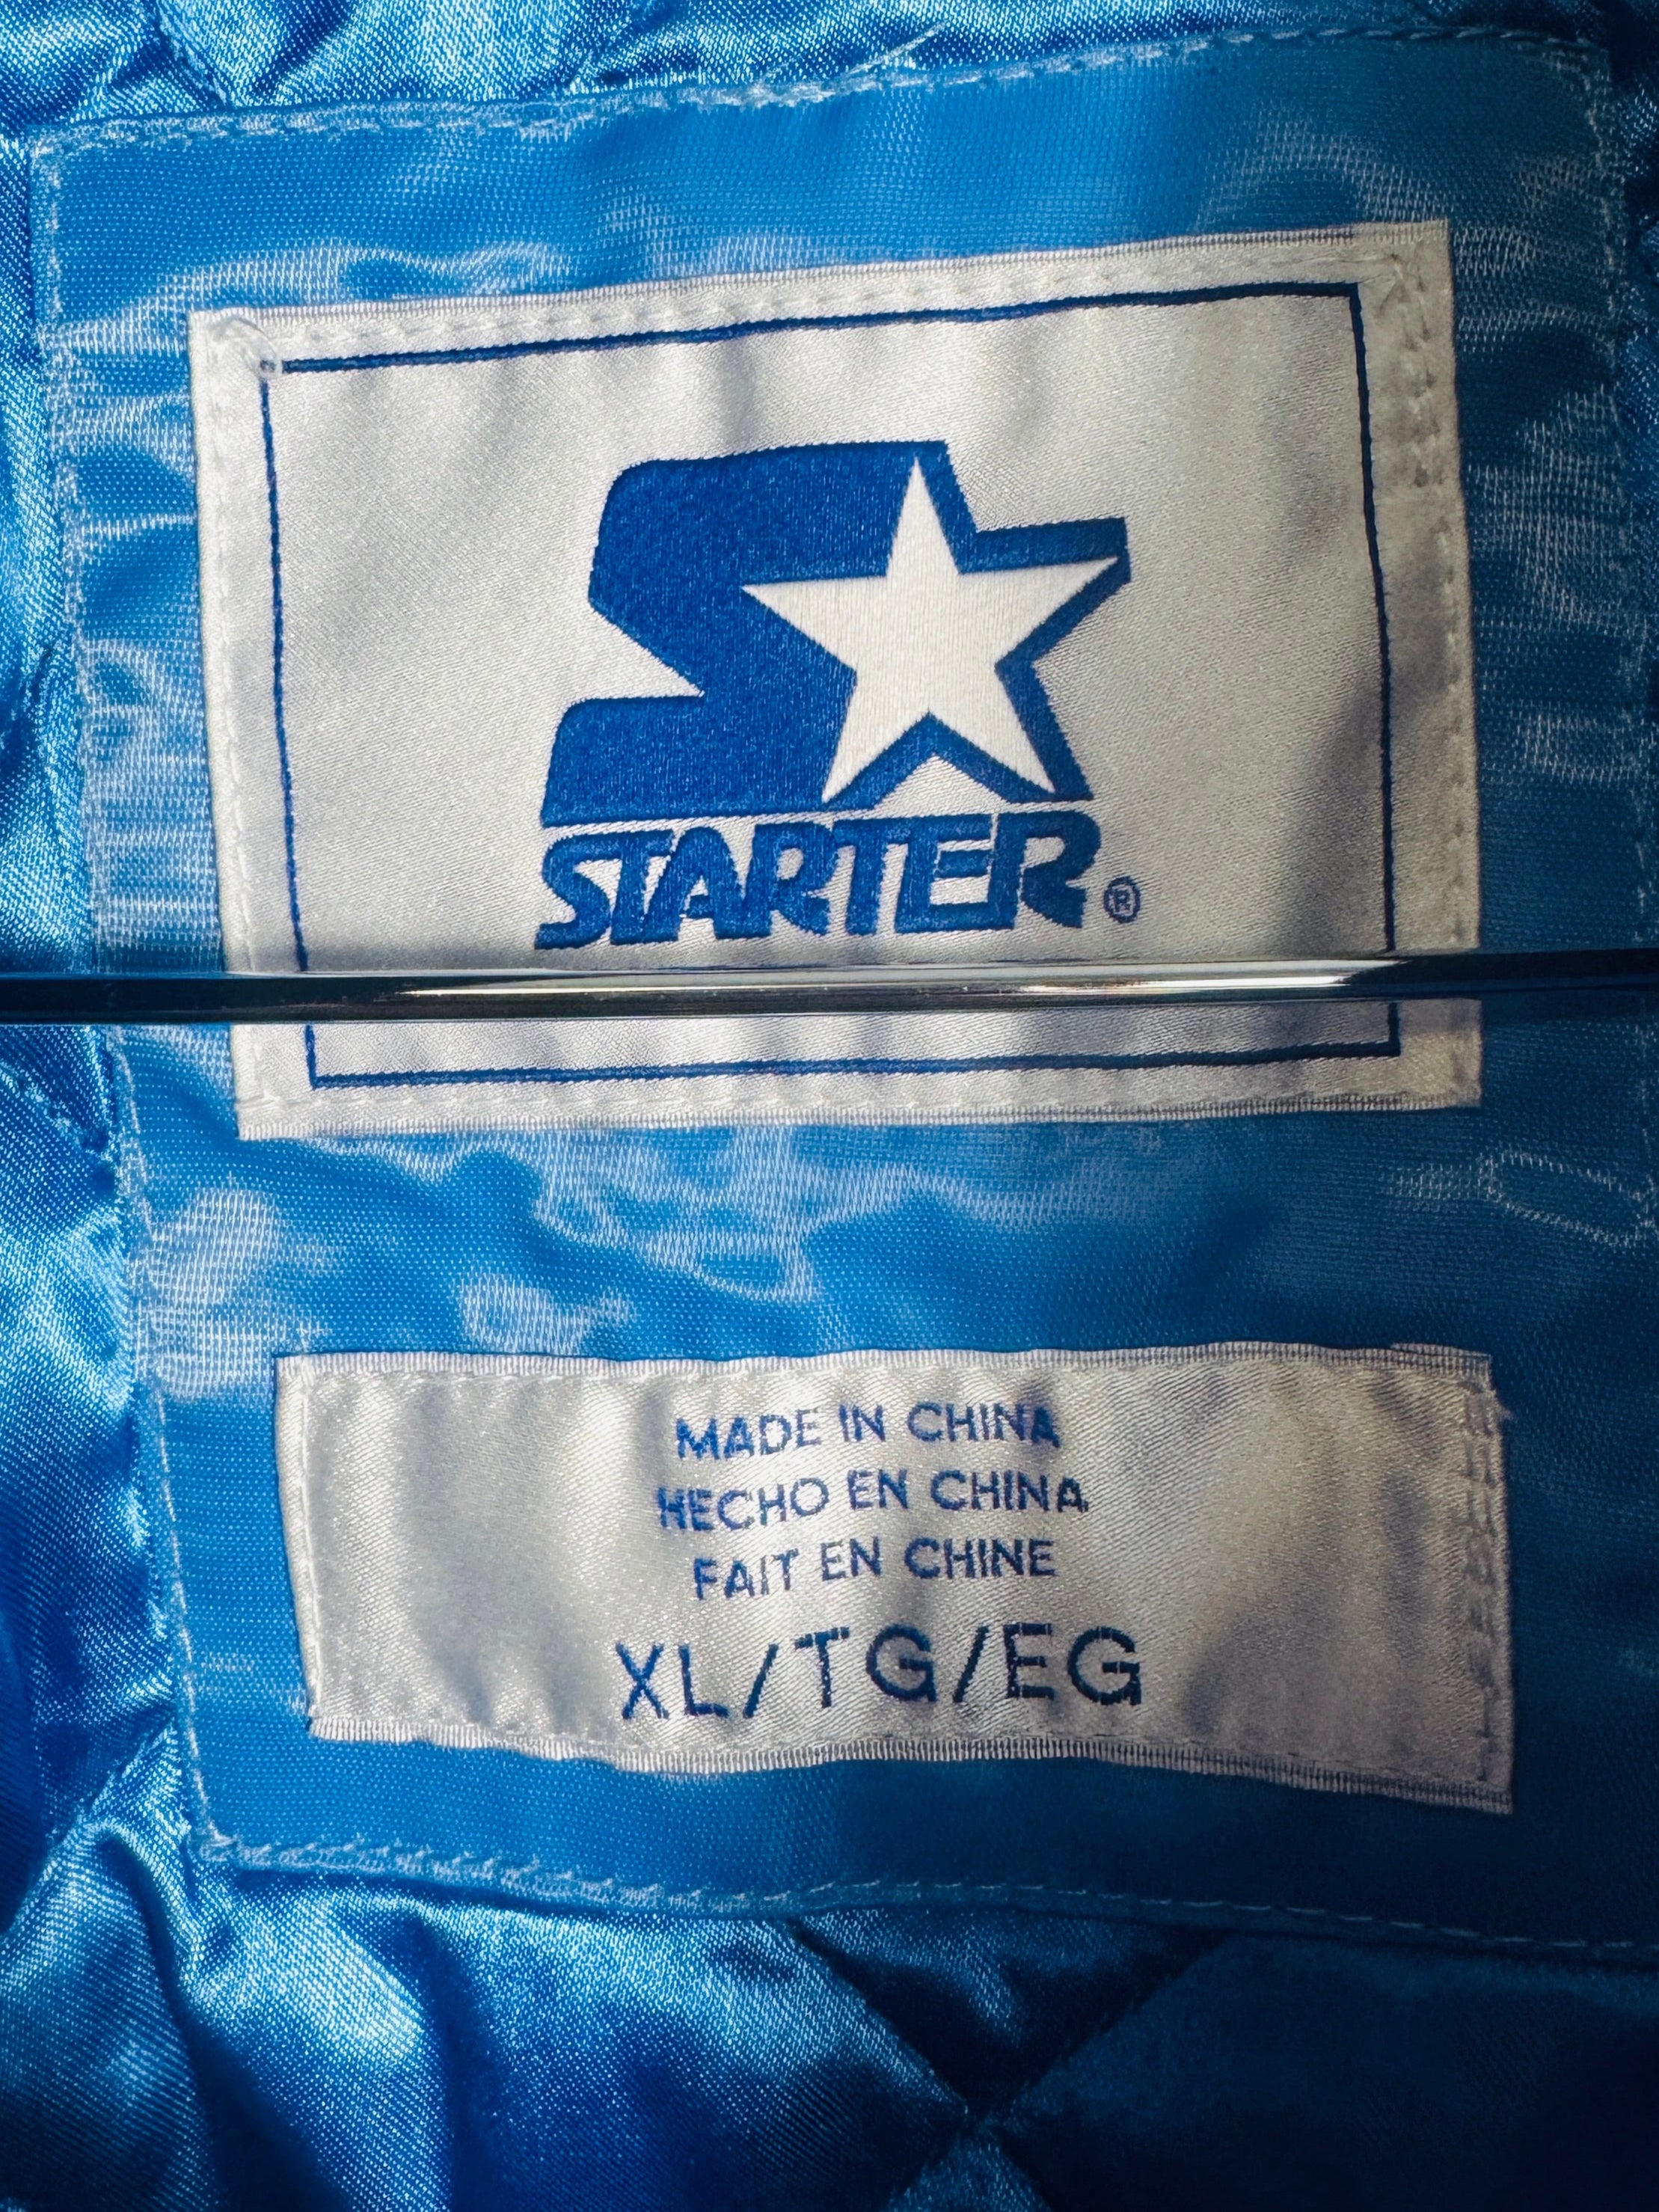 STARTER®
MADE IN CHINA
HECHO EN CHINA
FAIT EN CHINE
XL/TG/EG